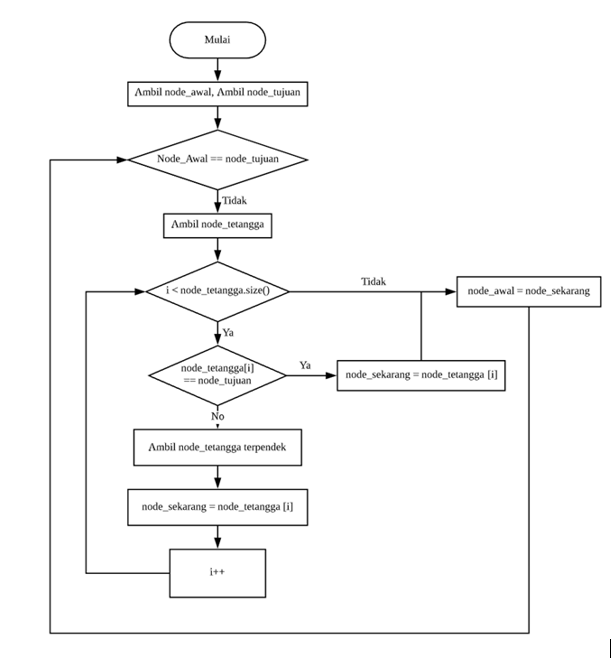 Mulai
Ambil node_awal, Ambil node_tujuan
Node_Awal == node_tujuan
Tidak
Ambil node_tetangga
i < node_tetangga.size()
Tidak
node_awal = node_sekarang
Ya
node_tetangga[i]
== node_tujuan
Ya
node_sekarang = node_tetangga [i]
No
Ambil node_tetangga terpendek
node_sekarang = node_tetangga [i]
i++